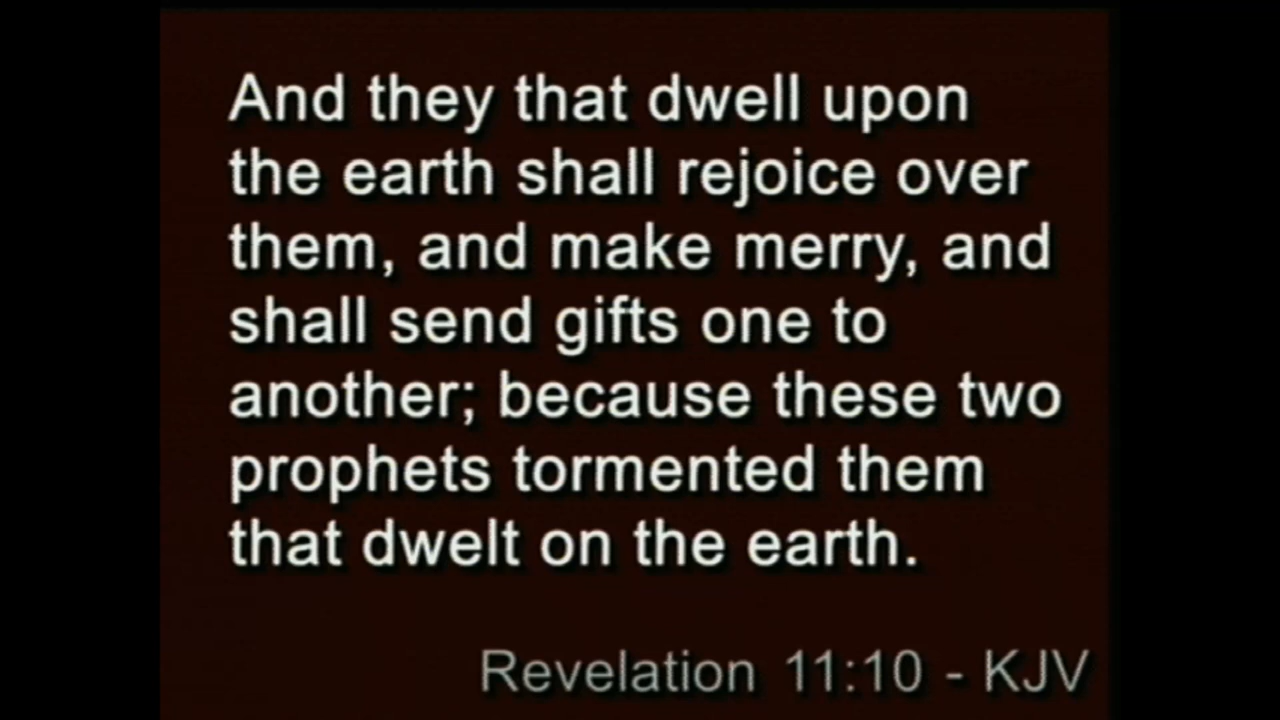 And they that dwell upon
the earth shall rejoice over
them, and make merry, and
shall send gifts one to
another; because these two
prophets tormented them
that dwelt on the earth.
Revelation 11:10 - KJV